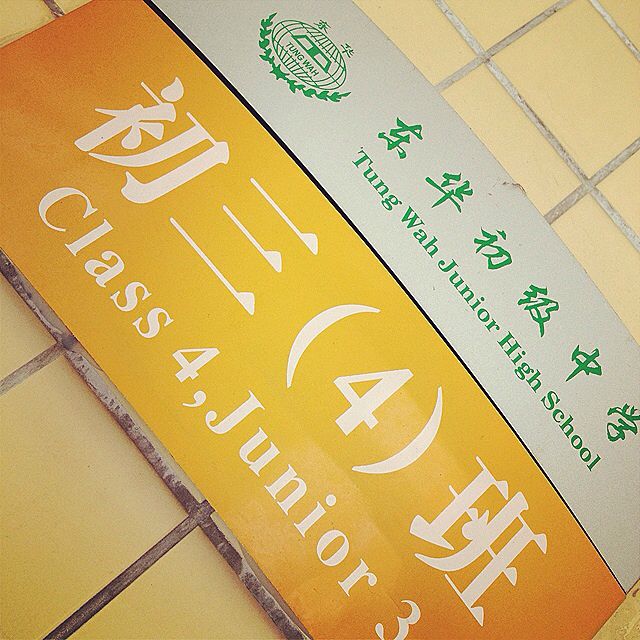 东华
TUNG WAH
东华初级中学
Tung Wah Junior High School
初三(4)班
Class 4,Junior 3